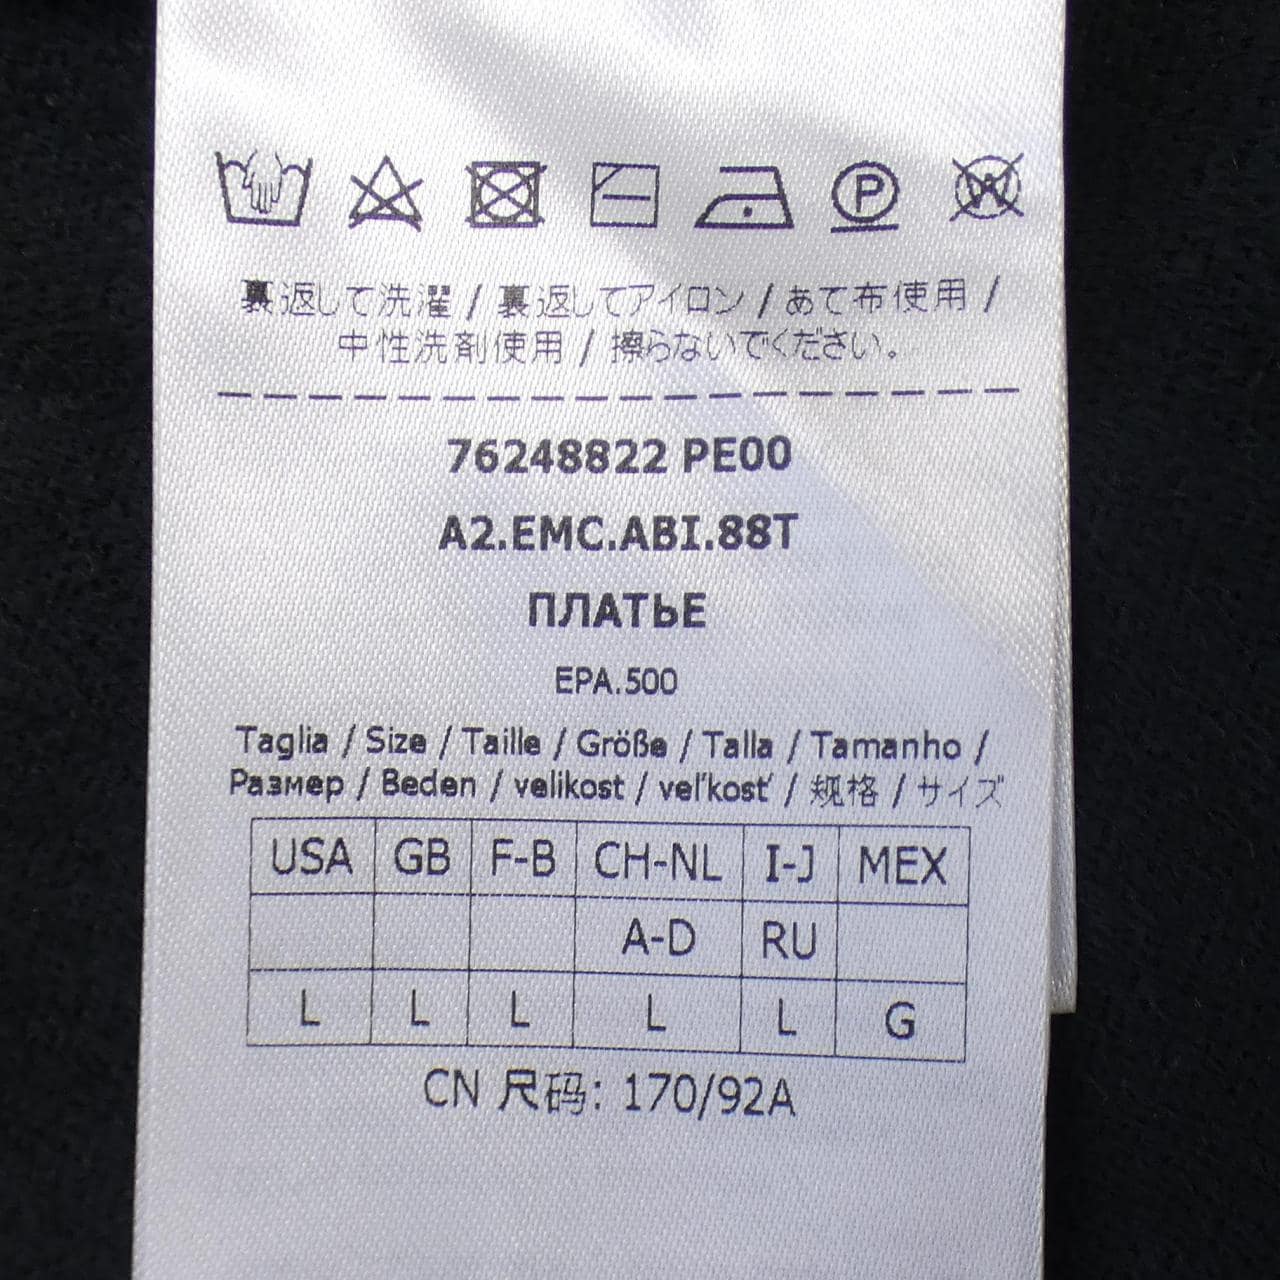 裏返して洗濯 / 裏返してアイロン / あて布使用 /
中性洗剤使用 / 擦らないでください。
76248822 PE00
A2.EMC.ABI.88T
ПЛАТЬЕ
EPA.500
Taglia / Size / Taille / Größe / Talla / Tamanho /
Размер / Beden / velikost / veľkosť / 规格 / サイズ
USA GB F-B CH-NL I-J MEX
A-D RU
L L L L L G
CN 尺码: 170/92A